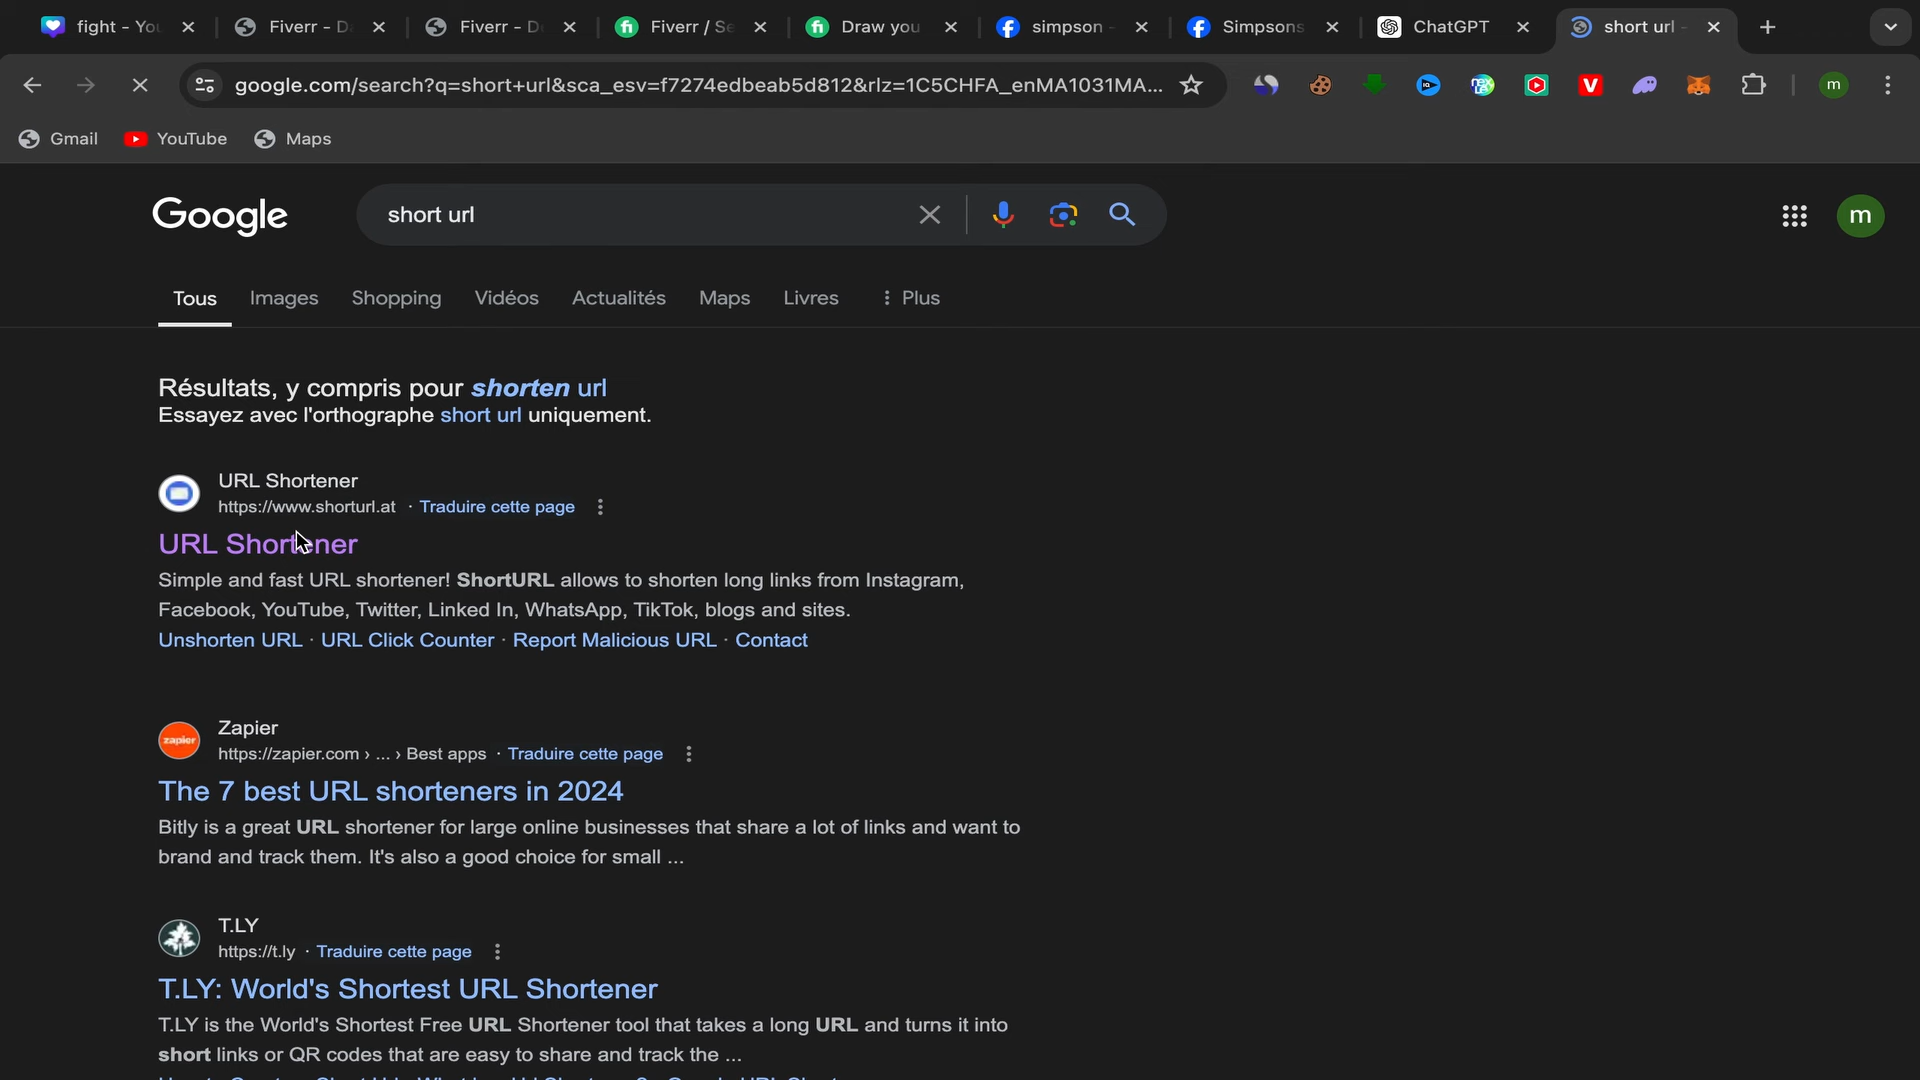 fight - Yo
Fiverr - D
Fiverr - D
Fiverr / Se
Draw you
simpson -
Simpsons
ChatGPT
short url -
google.com/search?q=short+url&sca_esv=f7274edbeab5d812&rlz=1C5CHFA_enMA1031MA...
m
Gmail
YouTube
Maps
Google
short url
m
Tous
Images
Shopping
Vidéos
Actualités
Maps
Livres
Plus
Résultats, y compris pour shorten url
Essayez avec l'orthographe short url uniquement.
URL Shortener
https://www.shorturl.at · Traduire cette page
URL Shortener
Simple and fast URL shortener! ShortURL allows to shorten long links from Instagram,
Facebook, YouTube, Twitter, Linked In, WhatsApp, TikTok, blogs and sites.
Unshorten URL · URL Click Counter · Report Malicious URL · Contact
zapier
Zapier
https://zapier.com › ... › Best apps · Traduire cette page
The 7 best URL shorteners in 2024
Bitly is a great URL shortener for large online businesses that share a lot of links and want to
brand and track them. It's also a good choice for small ...
T.LY
https://t.ly · Traduire cette page
T.LY: World's Shortest URL Shortener
T.LY is the World's Shortest Free URL Shortener tool that takes a long URL and turns it into
short links or QR codes that are easy to share and track the ...